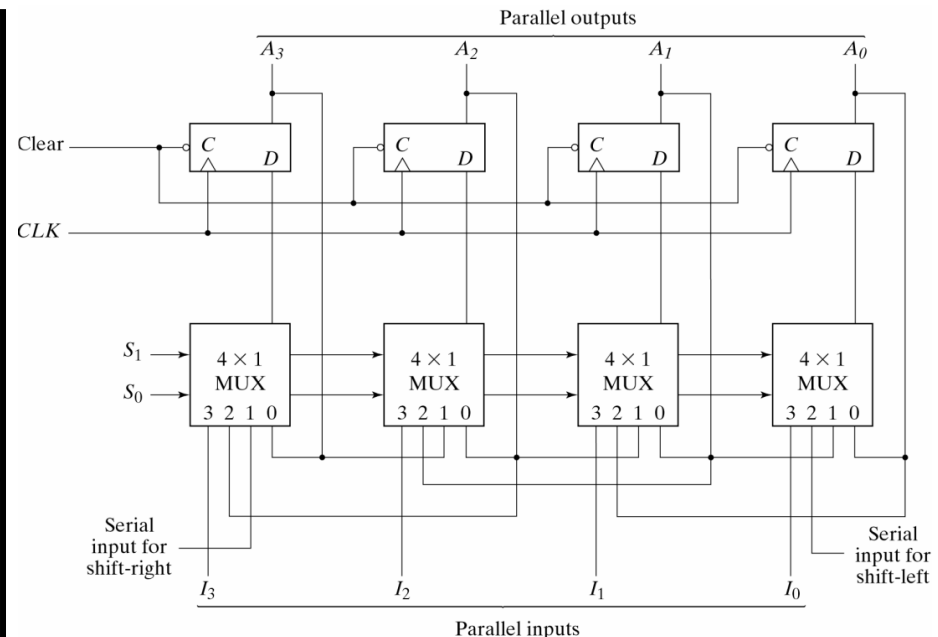 Parallel outputs
A3 A2 A1 A0
Clear C D C D C D C D
CLK
S1 4 × 1 4 × 1 4 × 1 4 × 1
S0 MUX MUX MUX MUX
3 2 1 0 3 2 1 0 3 2 1 0 3 2 1 0
Serial
input for
shift-right
Serial
input for
shift-left
I3 I2 I1 I0
Parallel inputs